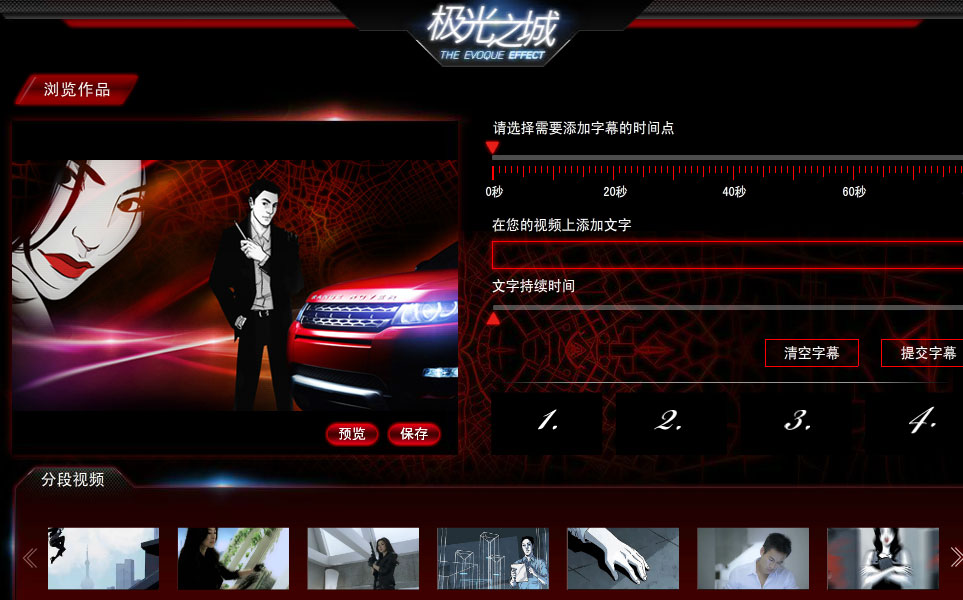 极光之城
THE EVOQUE EFFECT
浏览作品
请选择需要添加字幕的时间点
0秒 20秒 40秒 60秒
在您的视频上添加文字
RANGE ROVER
文字持续时间
清空字幕 提交字幕
1. 2. 3. 4.
预览 保存
分段视频